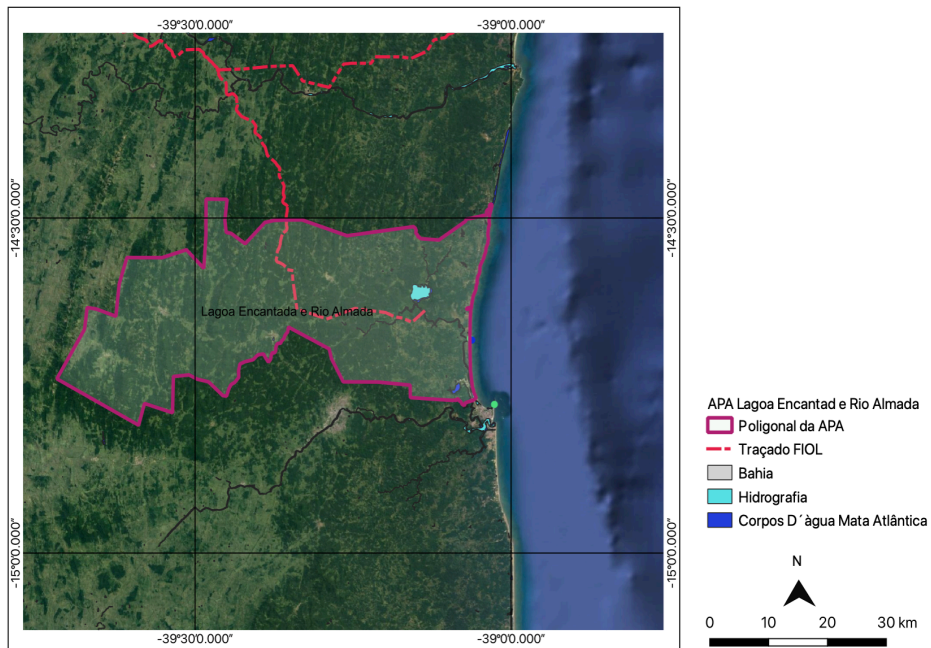 -39°30'0.000" -39°0'0.000"
-14°30'0.000" -14°30'0.000"
Lagoa Encantada e Rio Almada
-15°0'0.000" -15°0'0.000"
-39°30'0.000" -39°0'0.000"
APA Lagoa Encantad e Rio Almada
Poligonal da APA
Traçado FIOL
Bahia
Hidrografia
Corpos D´àgua Mata Atlântica
N
0 10 20 30 km